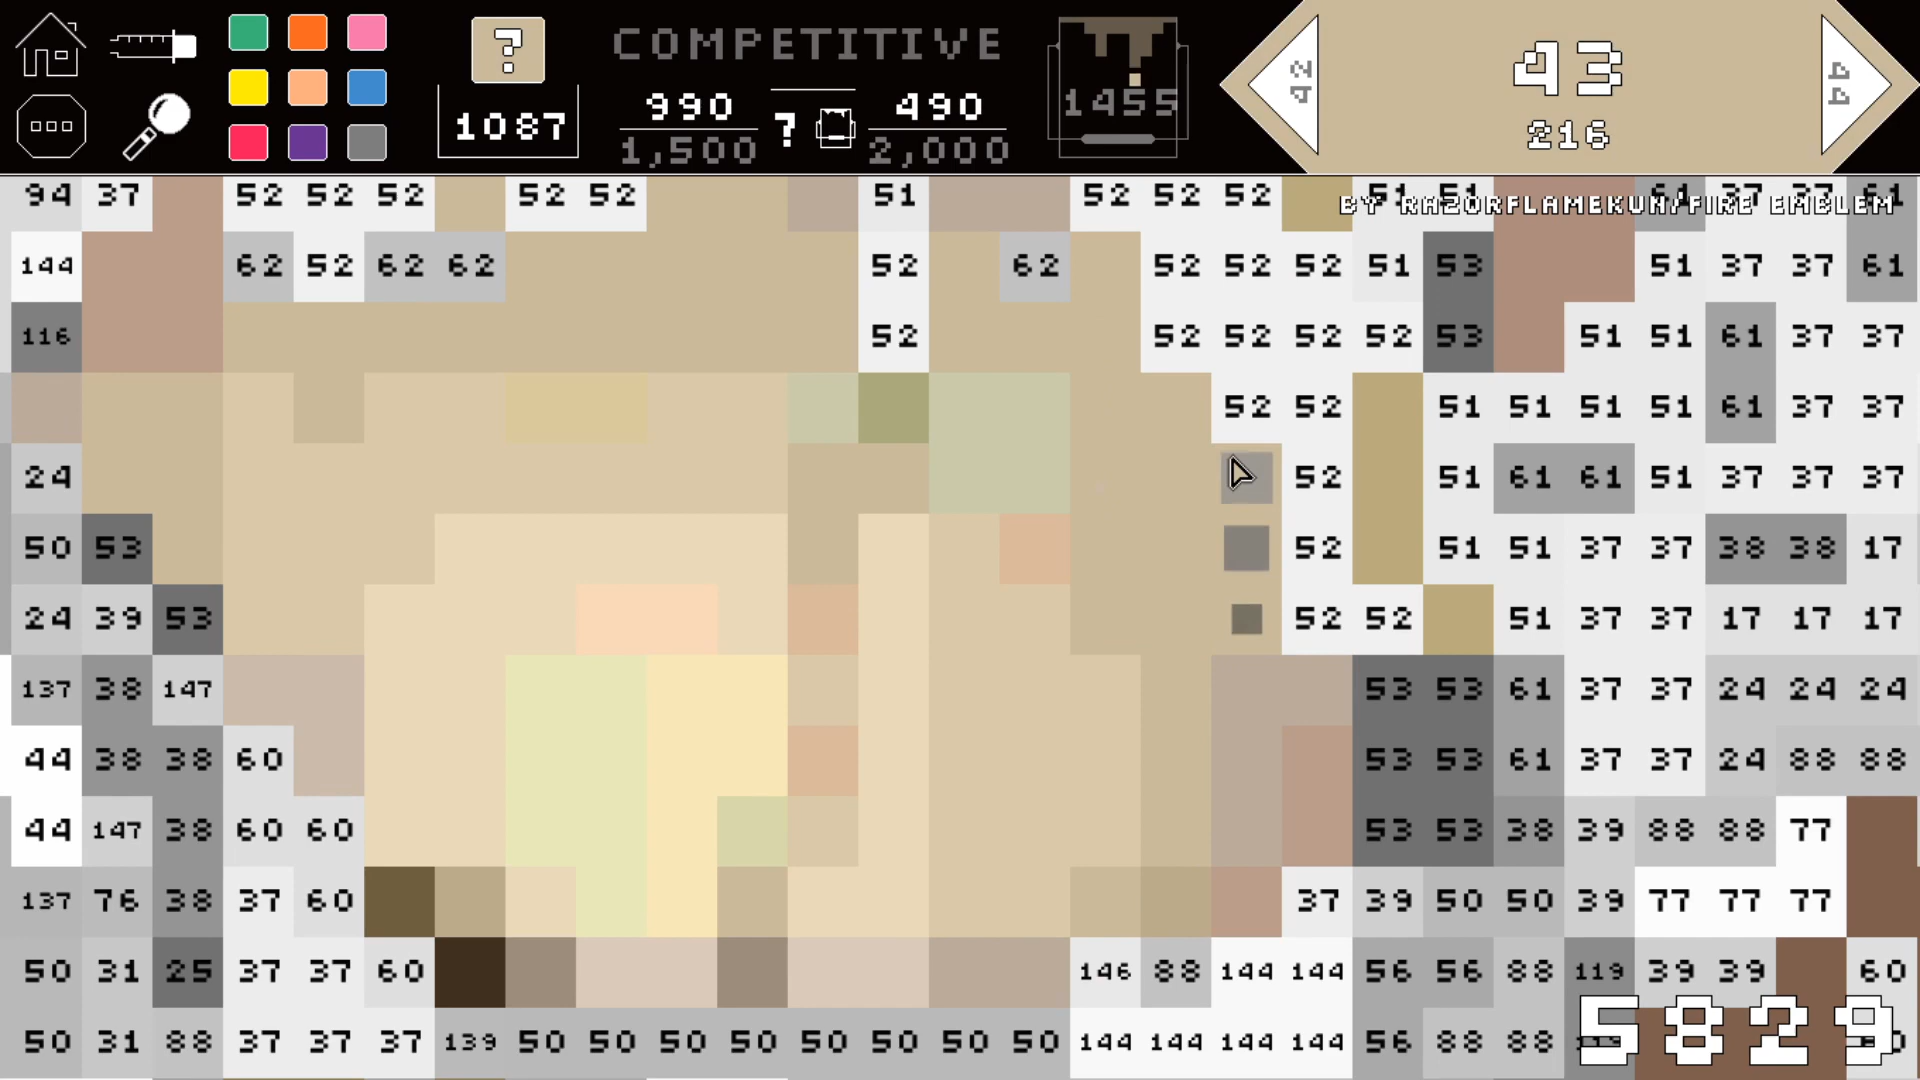 ? COMPETITIVE 43
42 44
1087 990 1,500 ? 490 2,000 1455 216
94 37 52 52 52 52 52 51 52 52 52 51 51 61 37 37 61
BY RAZORFLAMEKUN/FIRE EMBLEM
144 62 52 62 62 52 62 52 52 52 51 53 51 37 37 61
116 52 52 52 52 52 53 51 51 61 37 37
52 52 51 51 51 51 61 37 37
24 52 51 61 61 51 37 37 37
50 53 52 51 51 37 37 38 38 17
24 39 53 52 52 51 37 37 17 17 17
137 38 147 53 53 61 37 37 24 24 24
44 38 38 60 53 53 61 37 37 24 88 88
44 147 38 60 60 53 53 38 39 88 88 77
137 76 38 37 60 37 39 50 50 39 77 77 77
50 31 25 37 37 60 146 88 144 144 56 56 88 119 39 39 60
50 31 88 37 37 37 139 50 50 50 50 50 50 50 50 144 144 144 144 56 88 88
5829